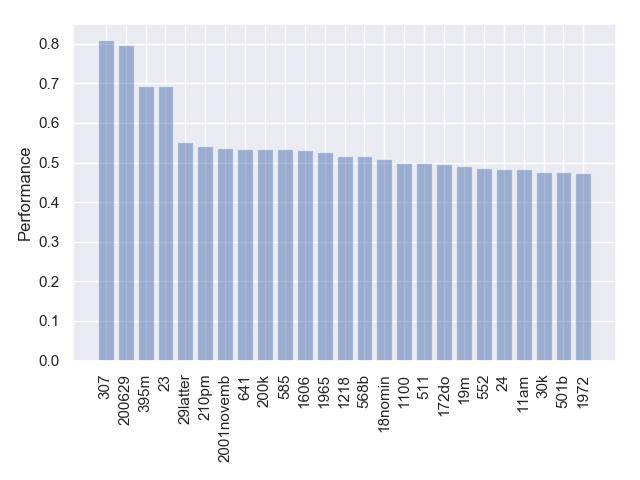 Performance
0.8
0.7
0.6
0.5
0.4
0.3
0.2
0.1
0.0
307
200629
395m
23
29latter
210pm
2001novemb
641
200k
585
1606
1965
1218
568b
18nomin
1100
511
172do
19m
552
24
11am
30k
501b
1972